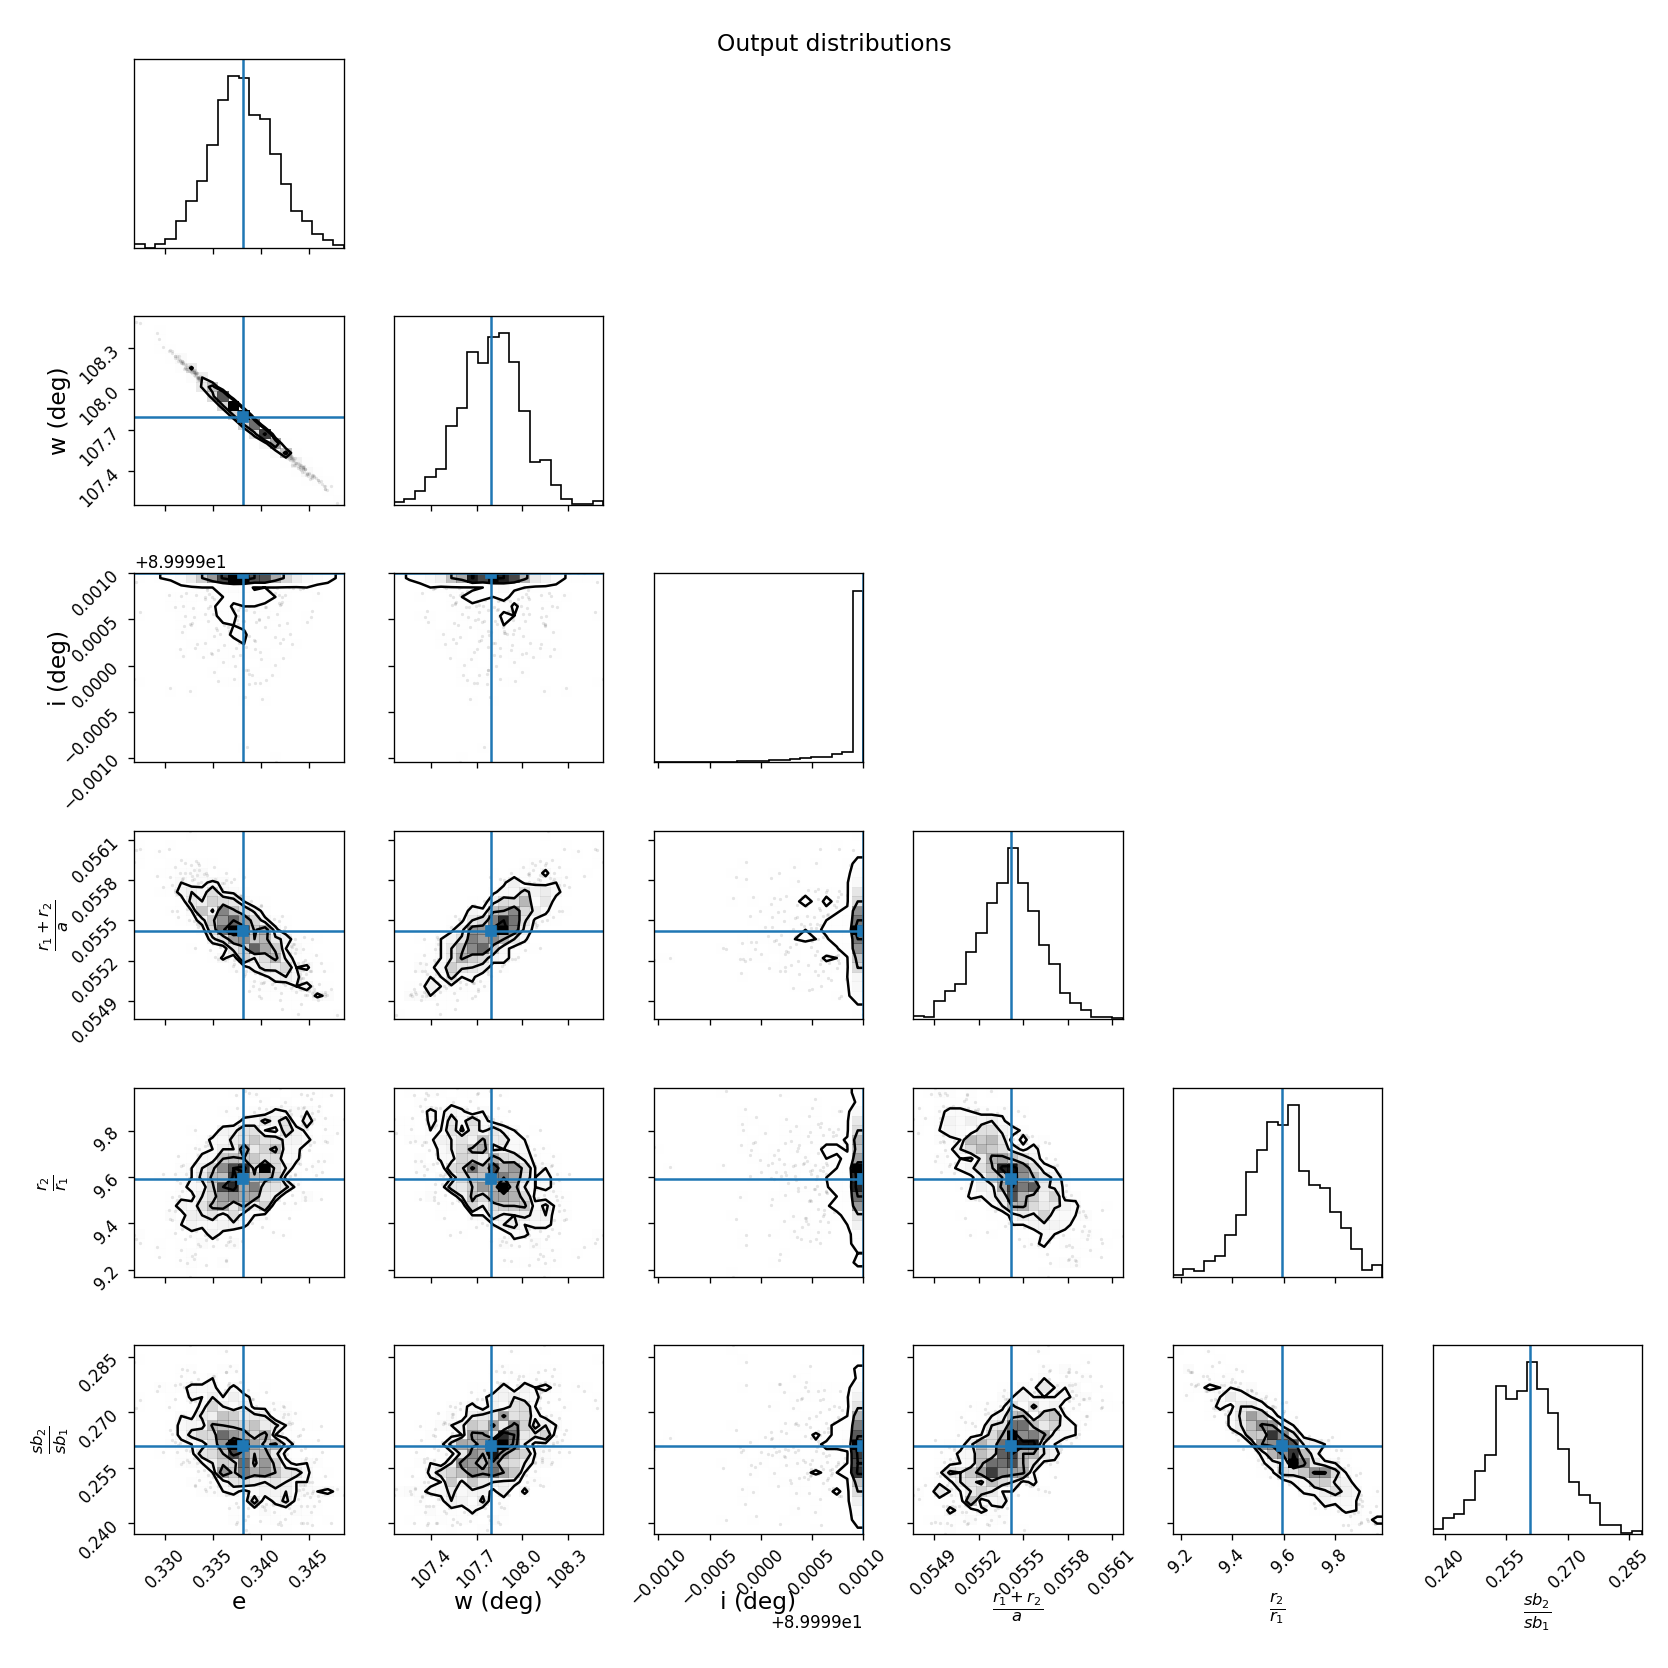 Output distributions
w (deg)
108.3
108.0
107.7
107.4
+8.9999e1
i (deg)
0.0010
0.0005
0.0000
−0.0005
−0.0010
r₁ + r₂
a
0.0561
0.0558
0.0555
0.0552
0.0549
r₂
r₁
9.8
9.6
9.4
9.2
sb₂
sb₁
0.285
0.270
0.255
0.240
0.330 0.335 0.340 0.345
107.4 107.7 108.0 108.3
−0.0010 −0.0005 0.0000 0.0005 0.0010
0.0549 0.0552 0.0555 0.0558 0.0561
9.2 9.4 9.6 9.8
0.240 0.255 0.270 0.285
e
w (deg)
i (deg)
+8.9999e1
r₁ + r₂
a
r₂
r₁
sb₂
sb₁